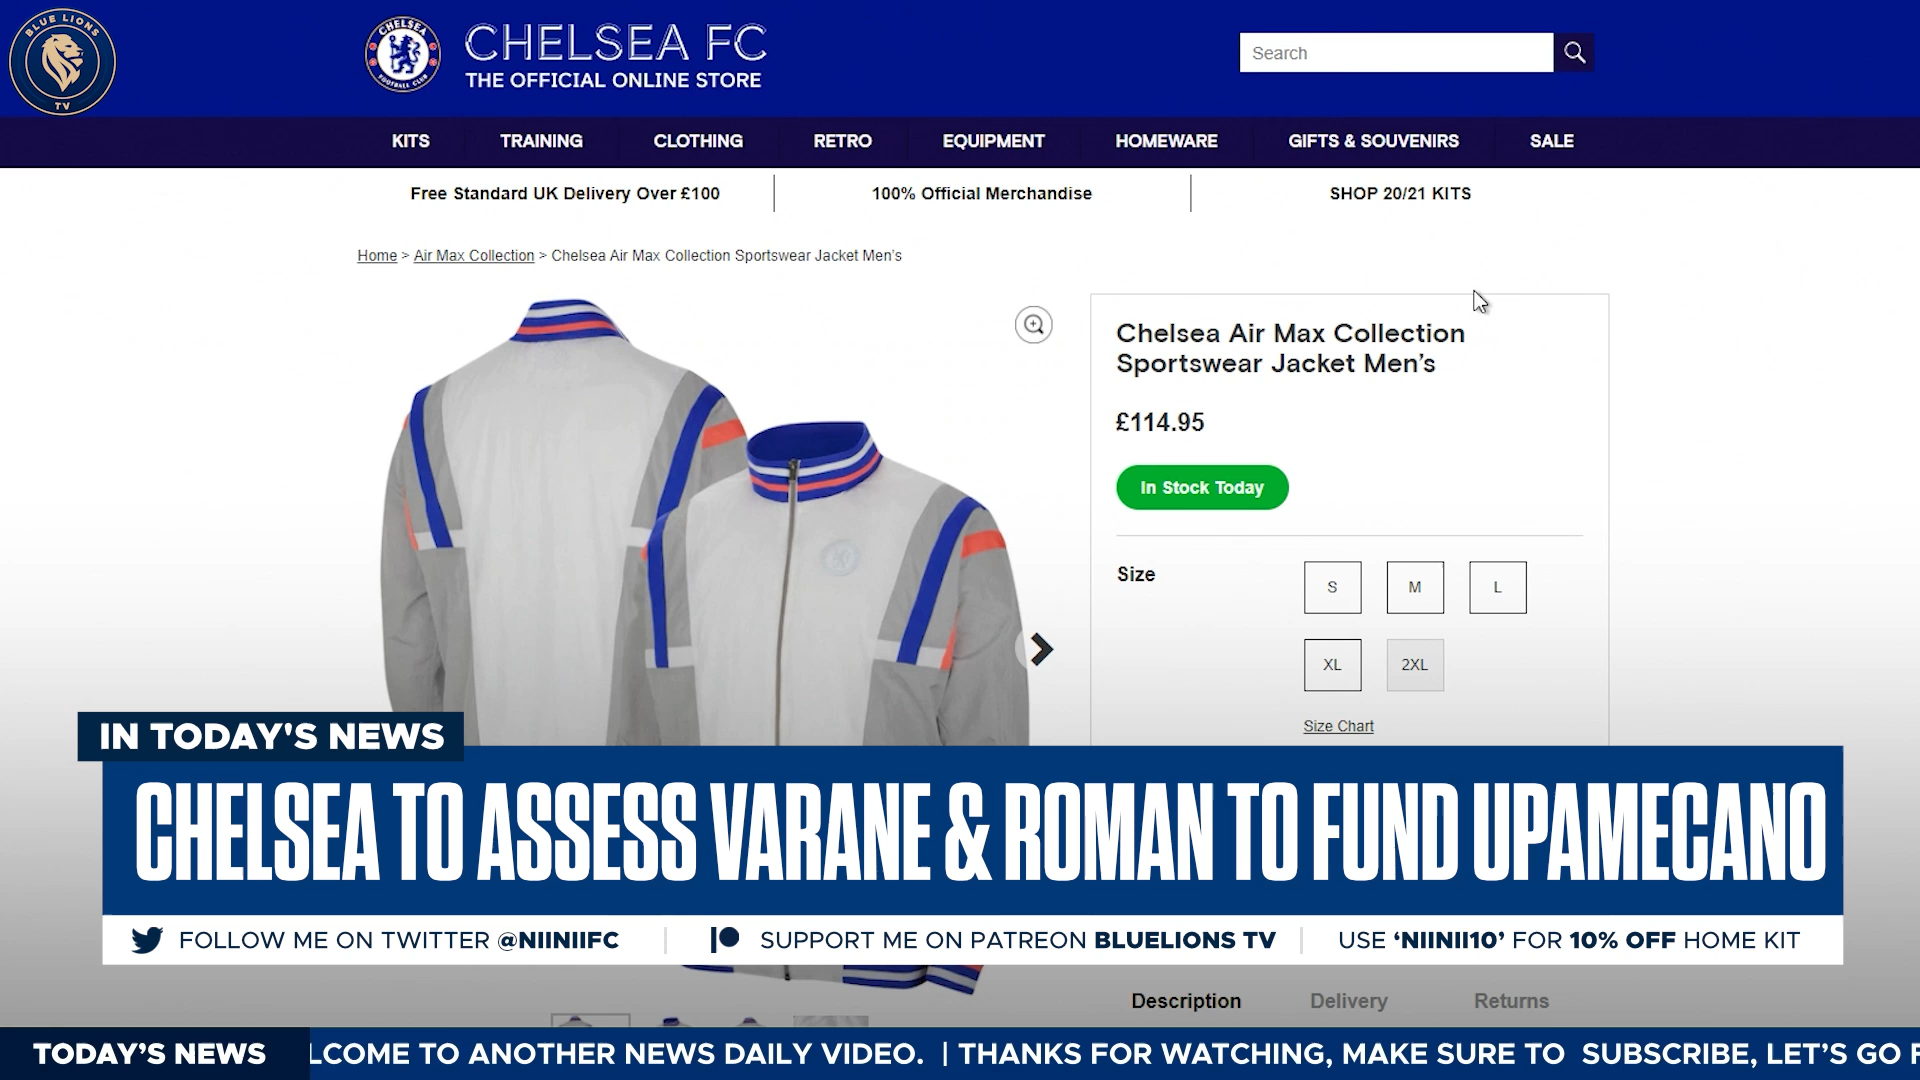 BLUE LIONS
TV
CHELSEA
FOOTBALL CLUB
CHELSEA FC
THE OFFICIAL ONLINE STORE
Search
KITS TRAINING CLOTHING RETRO EQUIPMENT HOMEWARE GIFTS & SOUVENIRS SALE
Free Standard UK Delivery Over £100 100% Official Merchandise SHOP 20/21 KITS
Home > Air Max Collection > Chelsea Air Max Collection Sportswear Jacket Men's
Chelsea Air Max Collection
Sportswear Jacket Men's
£114.95
In Stock Today
Size
S M L
XL 2XL
Size Chart
IN TODAY'S NEWS
CHELSEA TO ASSESS VARANE & ROMAN TO FUND UPAMECANO
FOLLOW ME ON TWITTER @NIINIIFC SUPPORT ME ON PATREON BLUELIONS TV USE ‘NIINII10’ FOR 10% OFF HOME KIT
Description Delivery Returns
TODAY’S NEWS LCOME TO ANOTHER NEWS DAILY VIDEO. | THANKS FOR WATCHING, MAKE SURE TO SUBSCRIBE, LET’S GO F